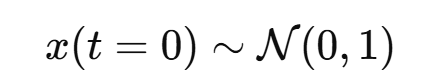 x(t = 0) ∼ 𝒩(0, 1)